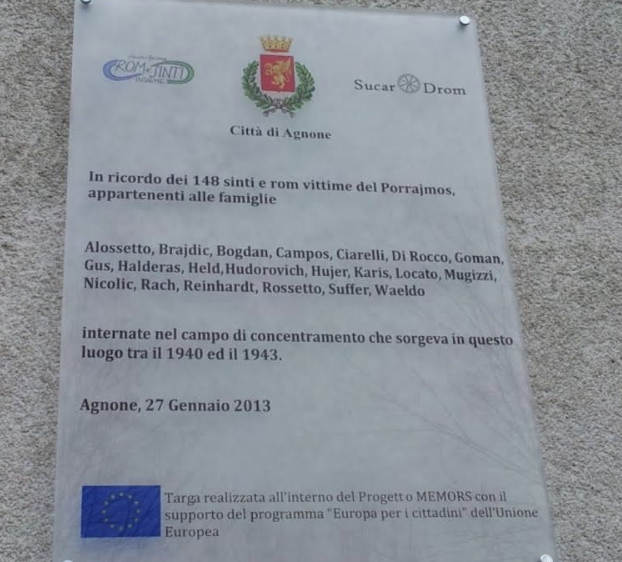 ROM e SINTI
INSIEME
Sucar Drom
Città di Agnone
In ricordo dei 148 sinti e rom vittime del Porrajmos,
appartenenti alle famiglie
Alossetto, Brajdic, Bogdan, Campos, Ciarelli, Di Rocco, Goman,
Gus, Halderas, Held,Hudorovich, Hujer, Karis, Locato, Mugizzi,
Nicolic, Rach, Reinhardt, Rossetto, Suffer, Waeldo
internate nel campo di concentramento che sorgeva in questo
luogo tra il 1940 ed il 1943.
Agnone, 27 Gennaio 2013
Targa realizzata all'interno del Progetto MEMORS con il
supporto del programma "Europa per i cittadini" dell'Unione
Europea